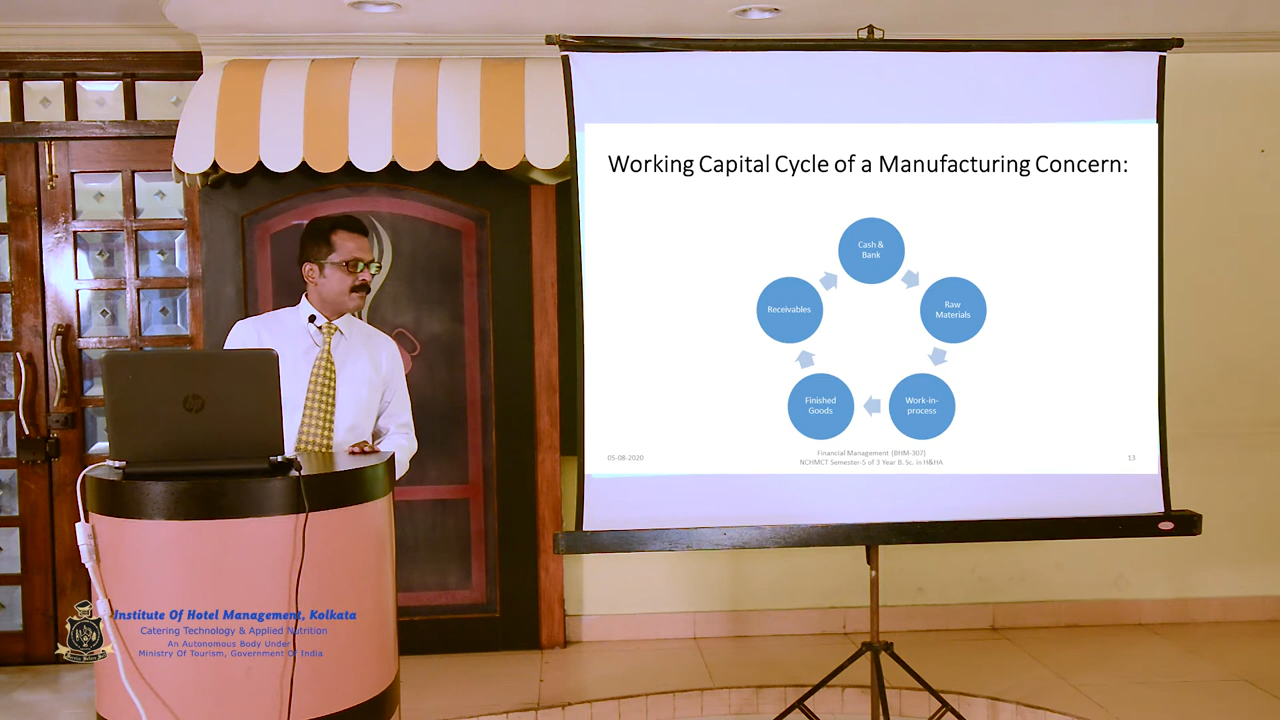 Working Capital Cycle of a Manufacturing Concern:
Cash &
Bank
Raw
Materials
Work-in-
process
Finished
Goods
Receivables
05-08-2020
Financial Management (BHM-307)
NCHMCT Semester-5 of 3 Year B. Sc. in H&HA
13
hp
Institute Of Hotel Management, Kolkata
Catering Technology & Applied Nutrition
An Autonomous Body Under
Ministry Of Tourism, Government Of India